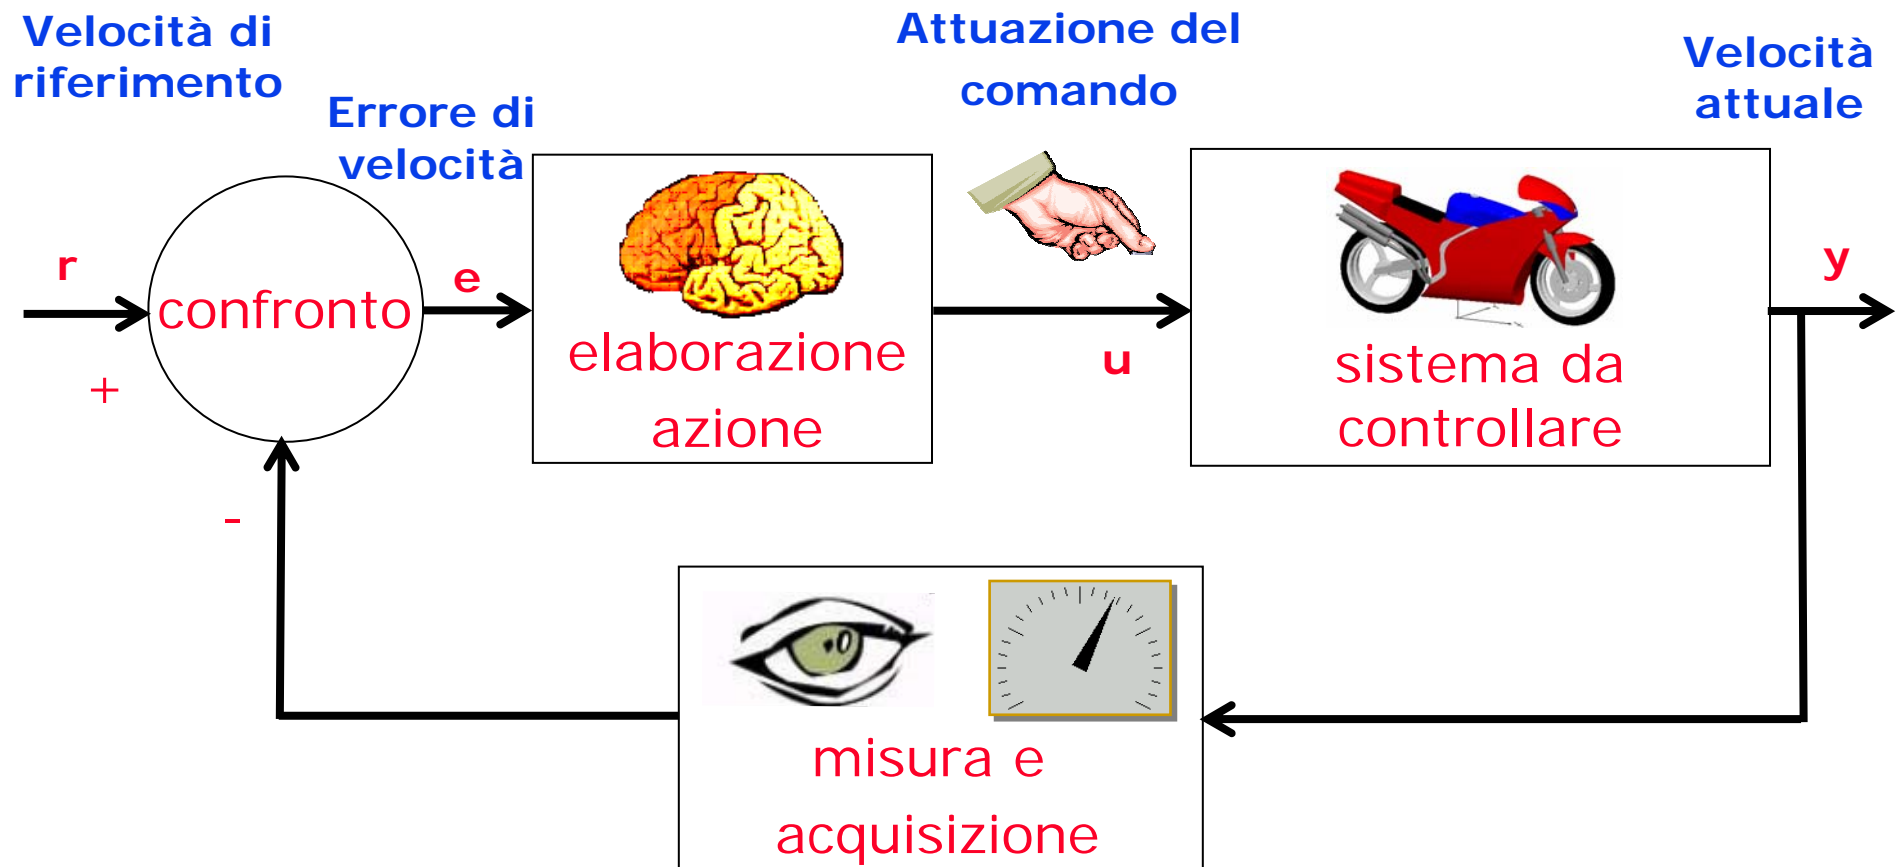 Velocità di
riferimento
Errore di
velocità
Attuazione del
comando
Velocità
attuale
r
+
confronto
-
e
elaborazione
azione
u
sistema da
controllare
y
misura e
acquisizione